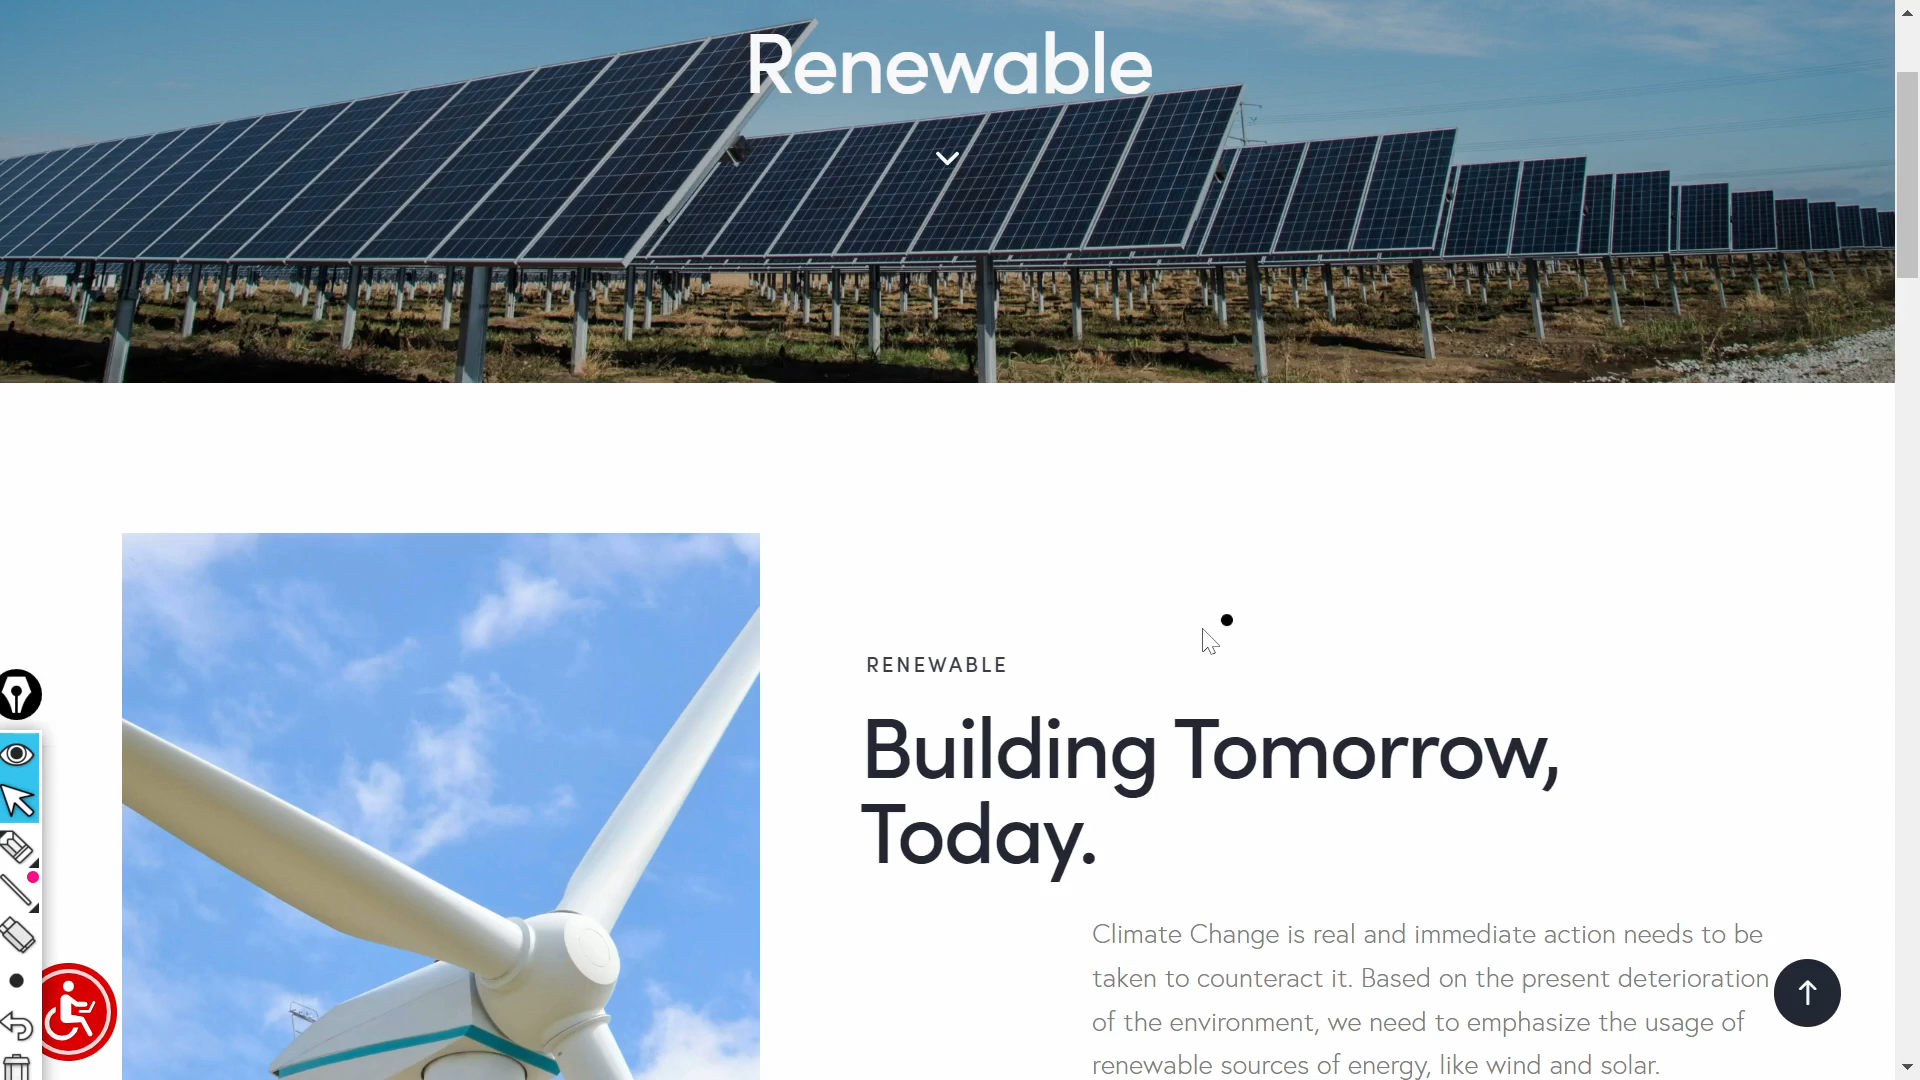 Renewable
RENEWABLE
Building Tomorrow,
Today.
Climate Change is real and immediate action needs to be
taken to counteract it. Based on the present deterioration
of the environment, we need to emphasize the usage of
renewable sources of energy, like wind and solar.